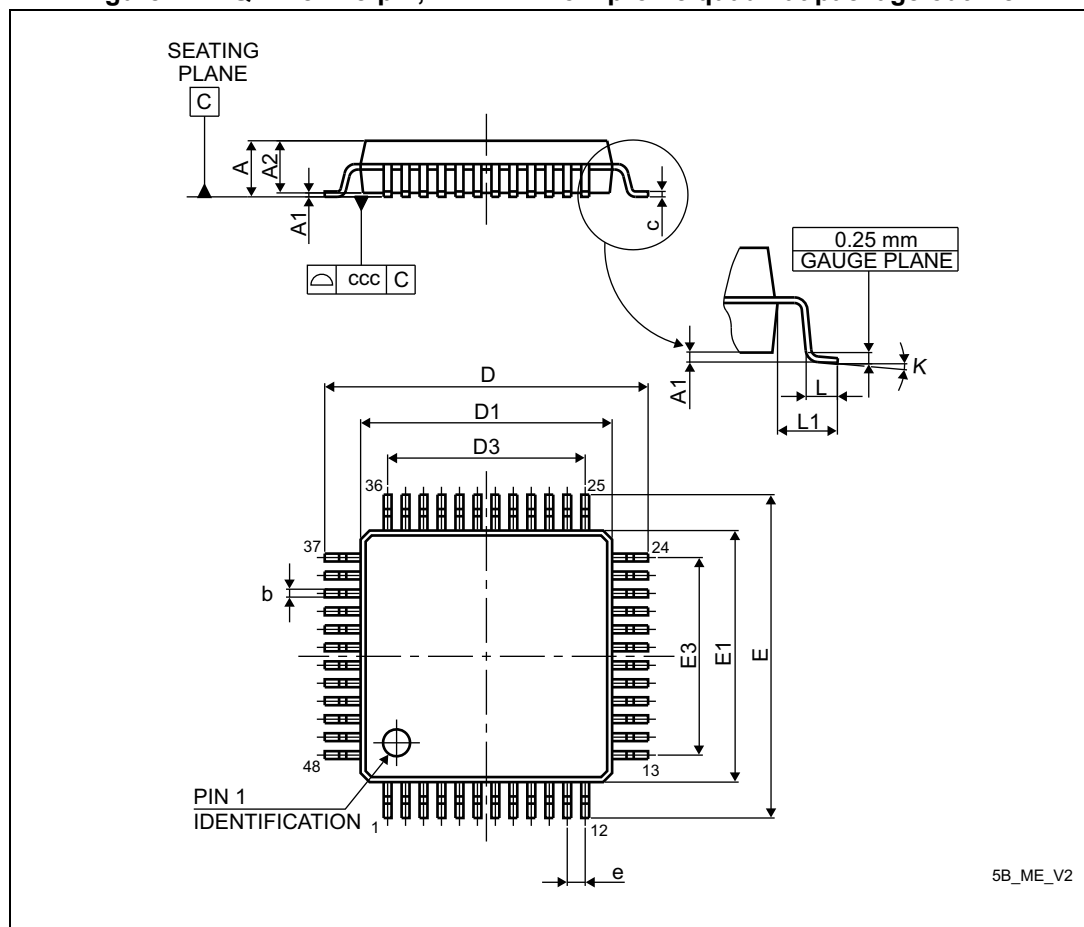 SEATING
PLANE
C
A
A2
A1
c
ccc C
0.25 mm
GAUGE PLANE
A1
K
L
L1
D
D1
D3
36
25
37
24
b
E3
E1
E
48
13
PIN 1
IDENTIFICATION
1
12
e
5B_ME_V2